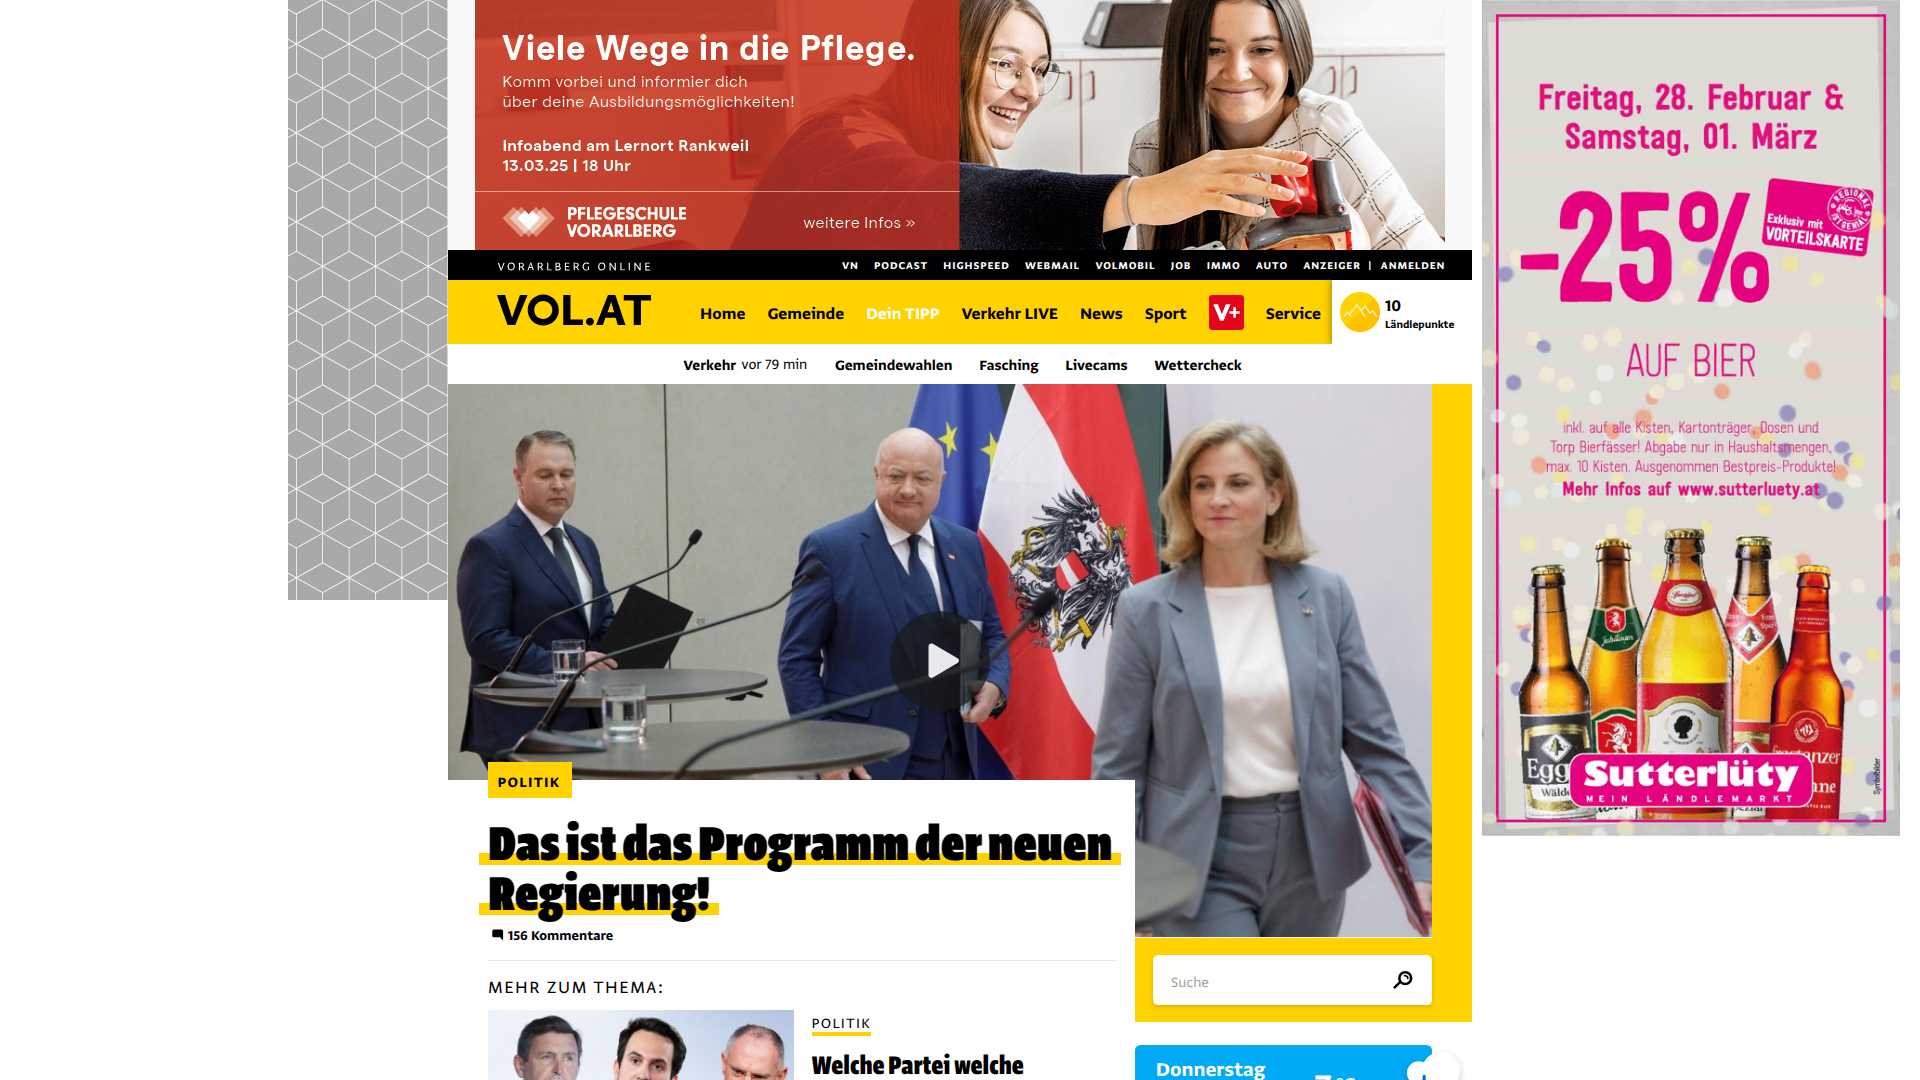 Viele Wege in die Pflege.
Komm vorbei und informier dich
über deine Ausbildungsmöglichkeiten!
Infoabend am Lernort Rankweil
13.03.25 | 18 Uhr
PFLEGESCHULE
VORARLBERG
weitere Infos »
VORARLBERG ONLINE
VN PODCAST HIGHSPEED WEBMAIL VOLMOBIL JOB IMMO AUTO ANZEIGER | ANMELDEN
VOL.AT
Home Gemeinde Dein TIPP Verkehr LIVE News Sport V+ Service
10
Ländlepunkte
Verkehr vor 79 min Gemeindewahlen Fasching Livecams Wettercheck
POLITIK
Das ist das Programm der neuen
Regierung!
156 Kommentare
MEHR ZUM THEMA:
POLITIK
Welche Partei welche
Suche
Donnerstag
Freitag, 28. Februar &
Samstag, 01. März
-25%
Exklusiv mit
VORTEILSKARTE
REGIONAL
IST GENIAL
AUF BIER
inkl. auf alle Kisten, Kartonträger, Dosen und
Torp Bierfässer! Abgabe nur in Haushaltsmengen,
max. 10 Kisten. Ausgenommen Bestpreis-Produkte!
Mehr Infos auf www.sutterluety.at
Sutterlüty
MEIN LÄNDLEMARKT
Symbolbilder